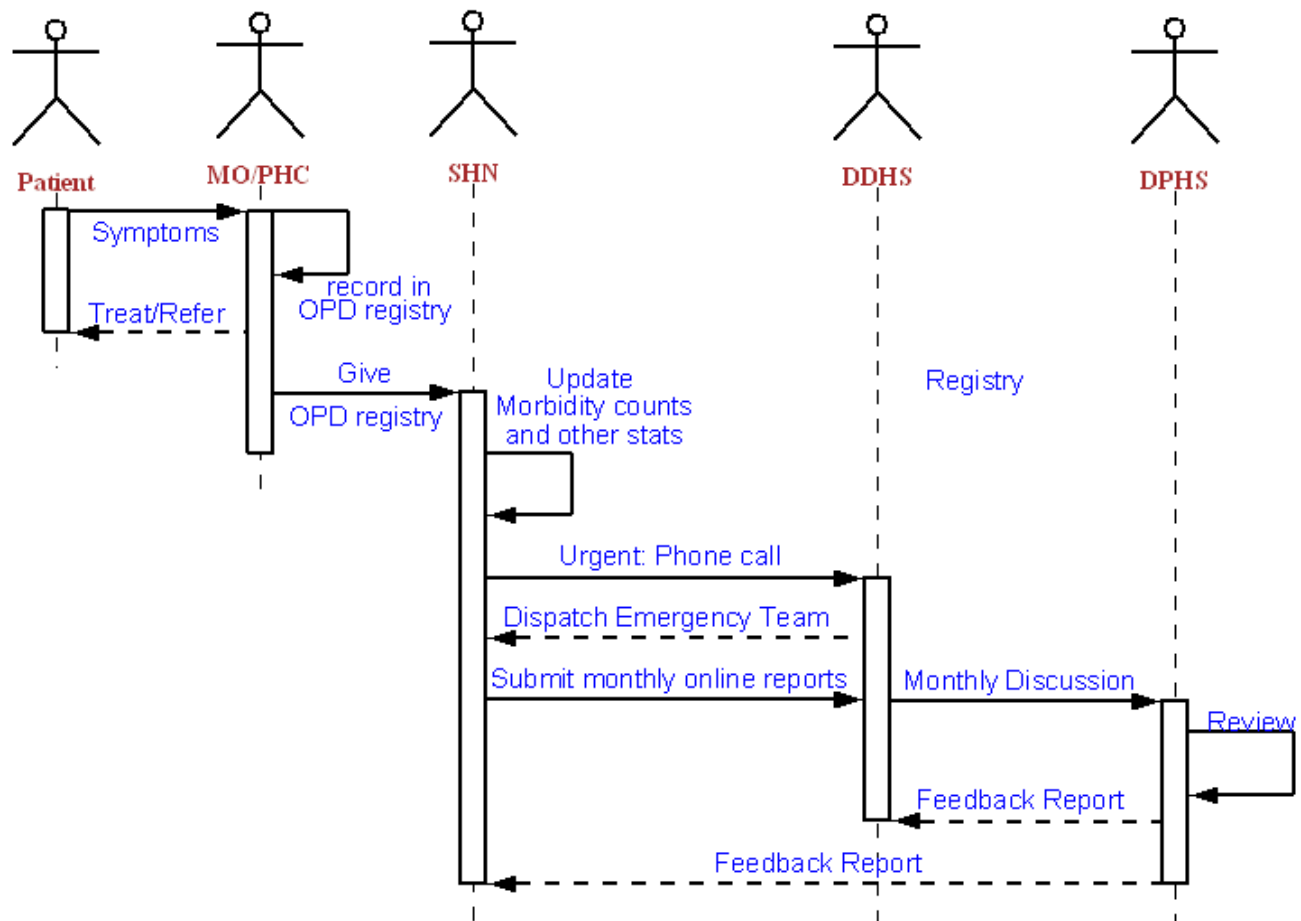 Patient
MO/PHC
SHN
DDHS
DPHS
Symptoms
record in
OPD registry
Treat/Refer
Give
OPD registry
Update
Morbidity counts
and other stats
Registry
Urgent: Phone call
Dispatch Emergency Team
Submit monthly online reports
Monthly Discussion
Review
Feedback Report
Feedback Report